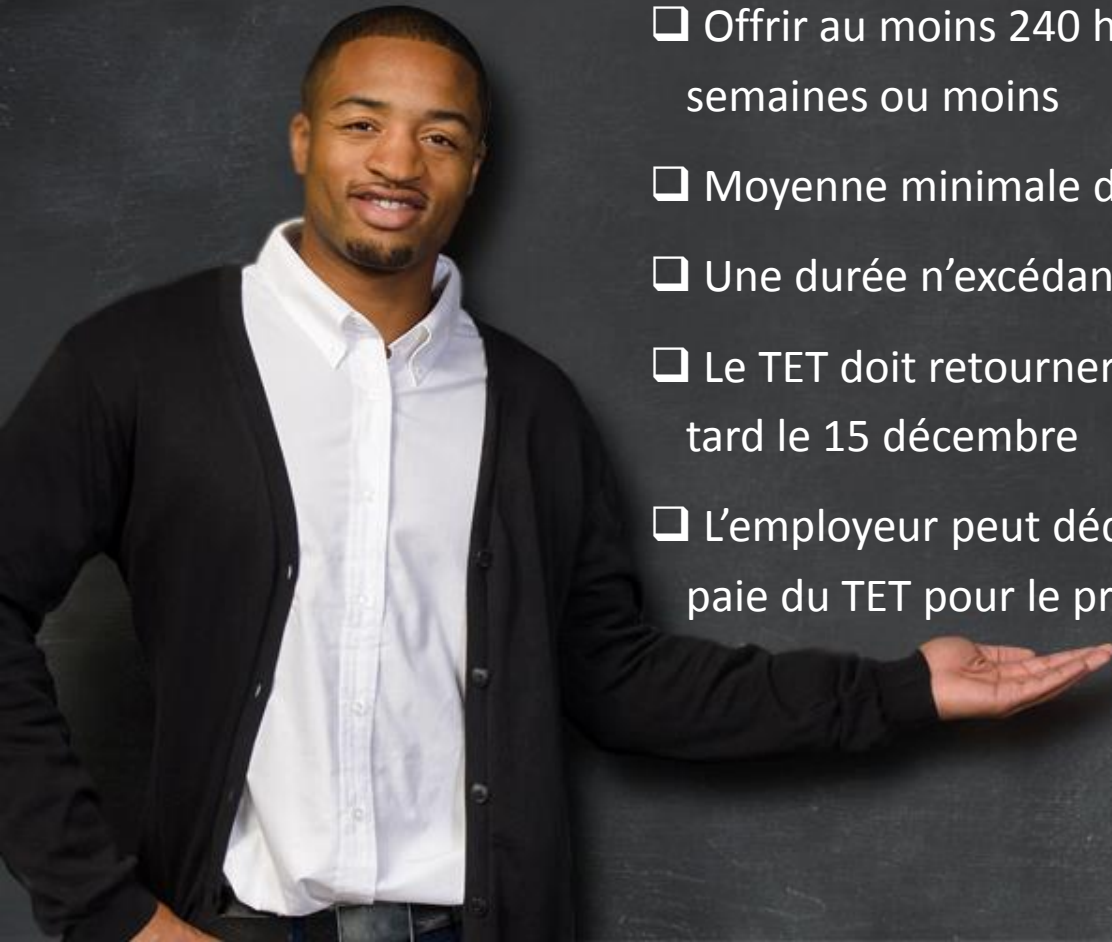 ❑ Offrir au moins 240 h
semaines ou moins
❑ Moyenne minimale d
❑ Une durée n’excédan
❑ Le TET doit retourner
tard le 15 décembre
❑ L’employeur peut déd
paie du TET pour le pr